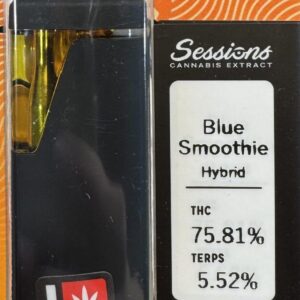 Sessions
CANNABIS EXTRACT
Blue
Smoothie
Hybrid
THC
75.81%
TERPS
5.52%